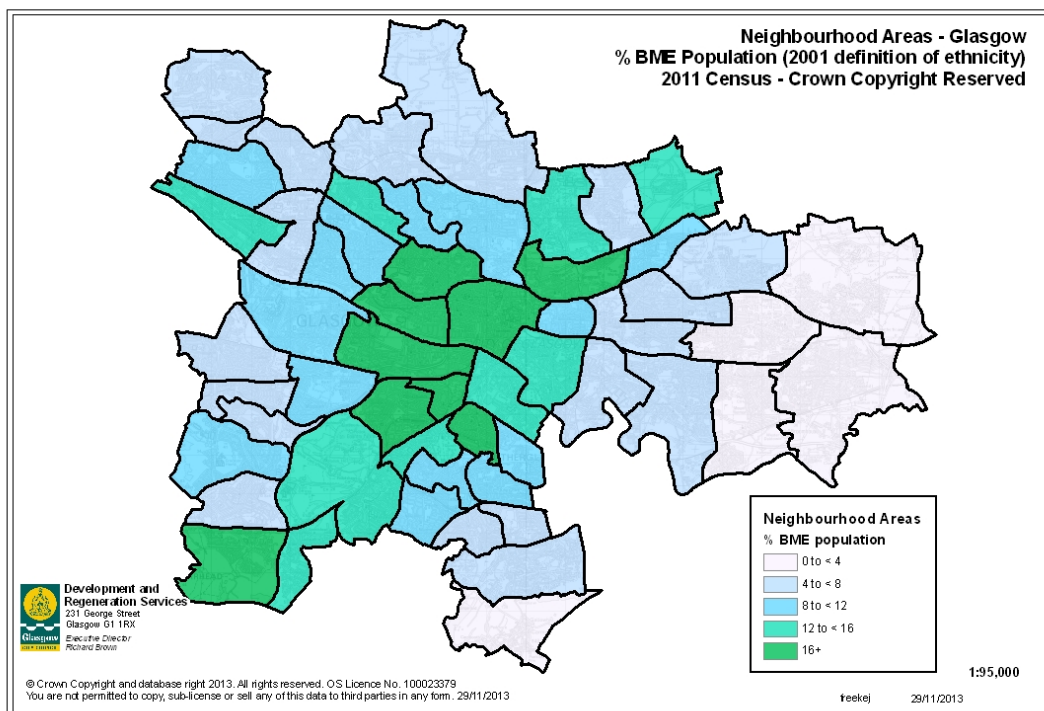 Neighbourhood Areas - Glasgow
% BME Population (2001 definition of ethnicity)
2011 Census - Crown Copyright Reserved
Neighbourhood Areas
% BME population
0 to < 4
4 to < 8
8 to < 12
12 to < 16
16+
Development and
Regeneration Services
231 George Street
Glasgow G1 1RX
Executive Director
Richard Brown
Glasgow
CITY COUNCIL
1:95,000
© Crown Copyright and database right 2013. All rights reserved. OS Licence No. 100023379
You are not permitted to copy, sub-license or sell any of this data to third parties in any form. 29/11/2013
freekej 29/11/2013